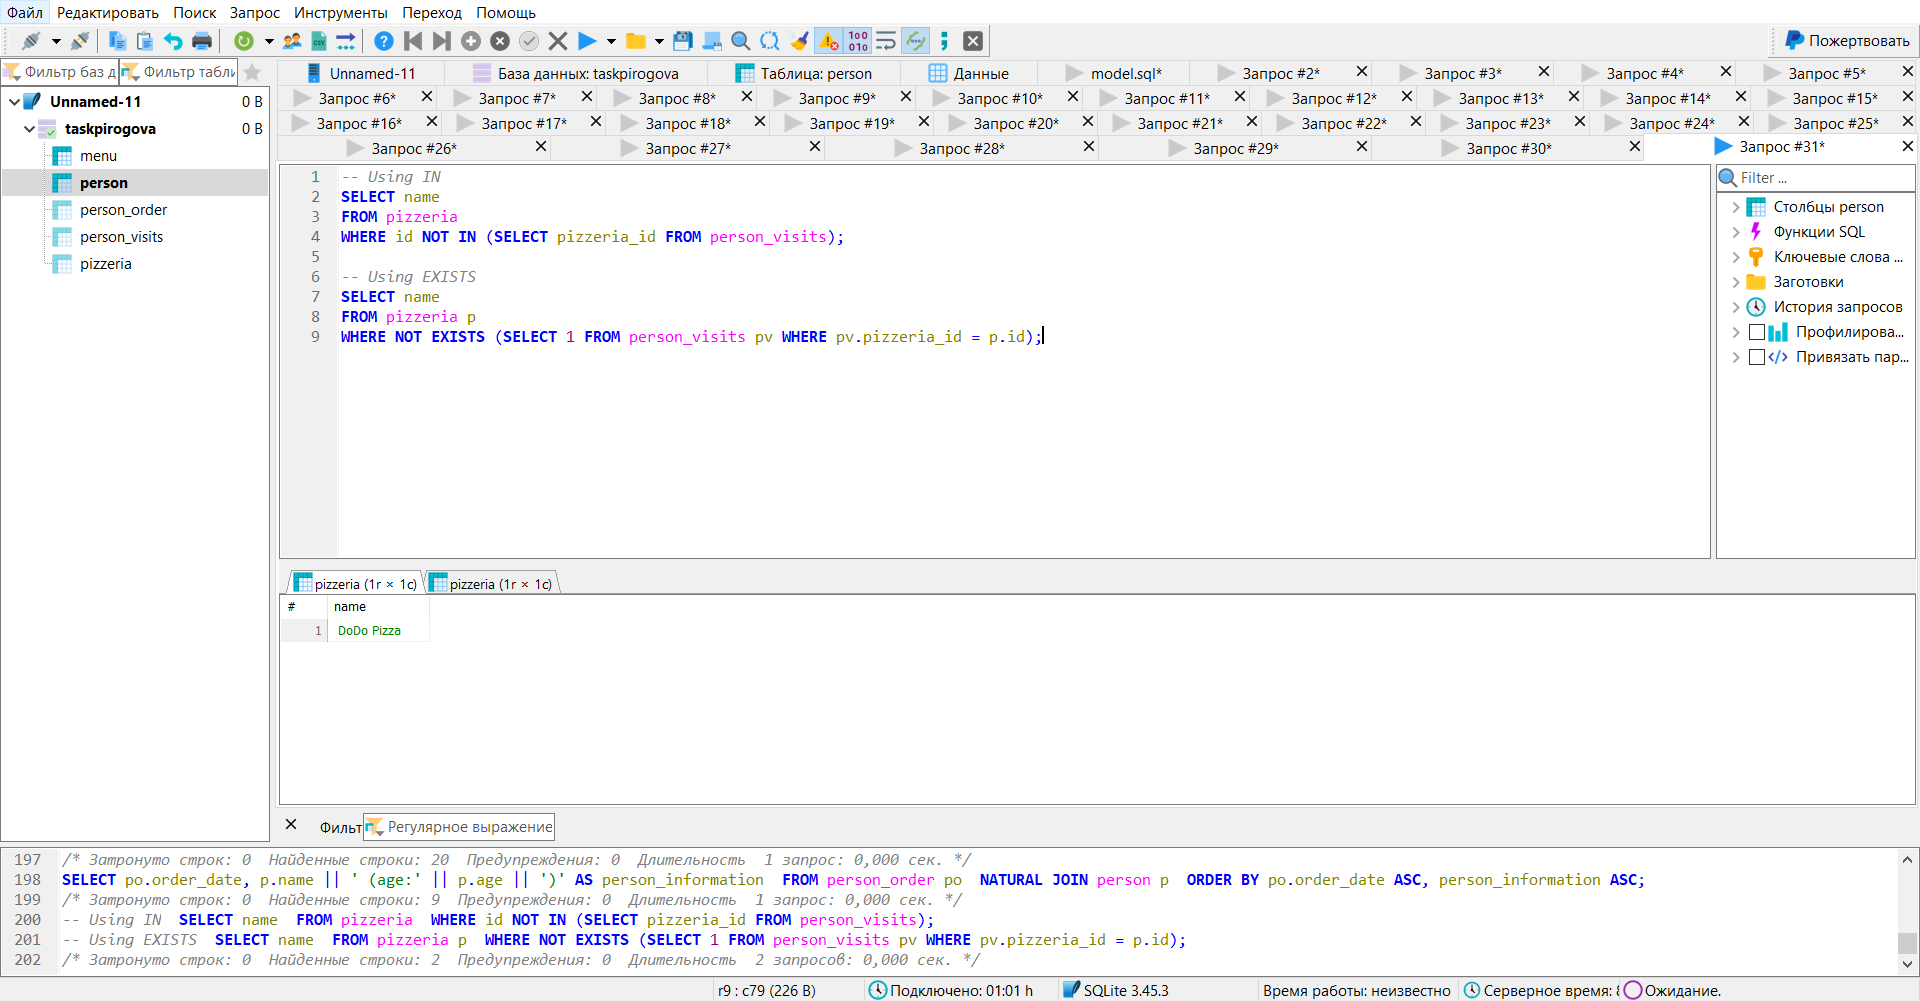 Файл Редактировать Поиск Запрос Инструменты Переход Помощь
Пожертвовать
Фильтр баз д Фильтр табли
Unnamed-11 База данных: taskpirogova Таблица: person Данные model.sql* Запрос #2* Запрос #3* Запрос #4* Запрос #5*
Запрос #6* Запрос #7* Запрос #8* Запрос #9* Запрос #10* Запрос #11* Запрос #12* Запрос #13* Запрос #14* Запрос #15*
Запрос #16* Запрос #17* Запрос #18* Запрос #19* Запрос #20* Запрос #21* Запрос #22* Запрос #23* Запрос #24* Запрос #25*
Запрос #26* Запрос #27* Запрос #28* Запрос #29* Запрос #30* Запрос #31*
Unnamed-11 0 B
taskpirogova 0 B
menu
person
person_order
person_visits
pizzeria
1 -- Using IN
2 SELECT name
3 FROM pizzeria
4 WHERE id NOT IN (SELECT pizzeria_id FROM person_visits);
5
6 -- Using EXISTS
7 SELECT name
8 FROM pizzeria p
9 WHERE NOT EXISTS (SELECT 1 FROM person_visits pv WHERE pv.pizzeria_id = p.id);
Filter ...
Столбцы person
Функции SQL
Ключевые слова ...
Заготовки
История запросов
Профилирова...
Привязать пар...
pizzeria (1r × 1c) pizzeria (1r × 1c)
# name
1 DoDo Pizza
Фильт Регулярное выражение
197 /* Затронуто строк: 0 Найденные строки: 20 Предупреждения: 0 Длительность 1 запрос: 0,000 сек. */
198 SELECT po.order_date, p.name || ' (age:' || p.age || ')' AS person_information FROM person_order po NATURAL JOIN person p ORDER BY po.order_date ASC, person_information ASC;
199 /* Затронуто строк: 0 Найденные строки: 9 Предупреждения: 0 Длительность 1 запрос: 0,000 сек. */
200 -- Using IN SELECT name FROM pizzeria WHERE id NOT IN (SELECT pizzeria_id FROM person_visits);
201 -- Using EXISTS SELECT name FROM pizzeria p WHERE NOT EXISTS (SELECT 1 FROM person_visits pv WHERE pv.pizzeria_id = p.id);
202 /* Затронуто строк: 0 Найденные строки: 2 Предупреждения: 0 Длительность 2 запросов: 0,000 сек. */
r9 : c79 (226 B) Подключено: 01:01 h SQLite 3.45.3 Время работы: неизвестно Серверное время: Ожидание.